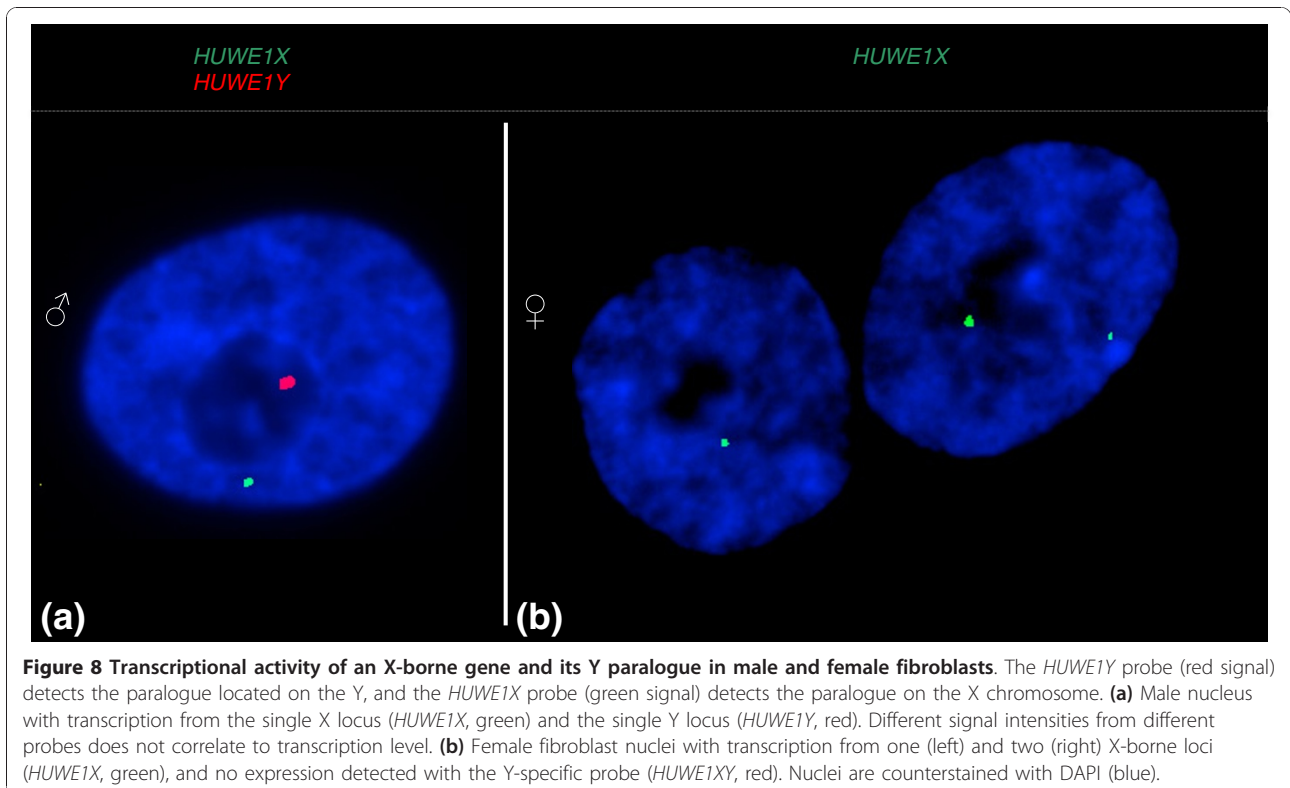 HUWE1X
HUWE1Y
HUWE1X
♂
♀
(a)
(b)
Figure 8 Transcriptional activity of an X-borne gene and its Y paralogue in male and female fibroblasts. The HUWE1Y probe (red signal)
detects the paralogue located on the Y, and the HUWE1X probe (green signal) detects the paralogue on the X chromosome. (a) Male nucleus
with transcription from the single X locus (HUWE1X, green) and the single Y locus (HUWE1Y, red). Different signal intensities from different
probes does not correlate to transcription level. (b) Female fibroblast nuclei with transcription from one (left) and two (right) X-borne loci
(HUWE1X, green), and no expression detected with the Y-specific probe (HUWE1XY, red). Nuclei are counterstained with DAPI (blue).